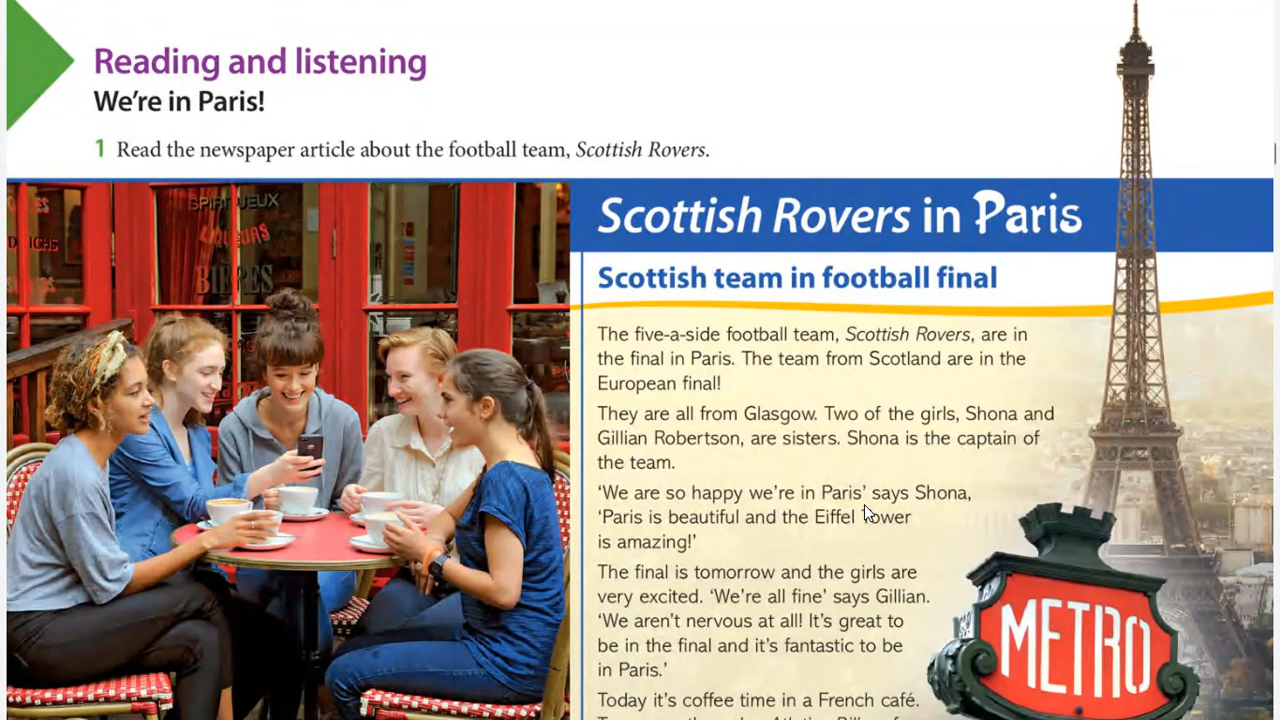 Reading and listening
We're in Paris!
1 Read the newspaper article about the football team, Scottish Rovers.
SPIRITUEUX
LIQUEURS
BIERES
Scottish Rovers in Paris
Scottish team in football final
The five-a-side football team, Scottish Rovers, are in
the final in Paris. The team from Scotland are in the
European final!
They are all from Glasgow. Two of the girls, Shona and
Gillian Robertson, are sisters. Shona is the captain of
the team.
‘We are so happy we're in Paris’ says Shona,
‘Paris is beautiful and the Eiffel Tower
is amazing!’
The final is tomorrow and the girls are
very excited. ‘We're all fine’ says Gillian.
‘We aren't nervous at all! It's great to
be in the final and it's fantastic to be
in Paris.’
Today it's coffee time in a French café.
METRO